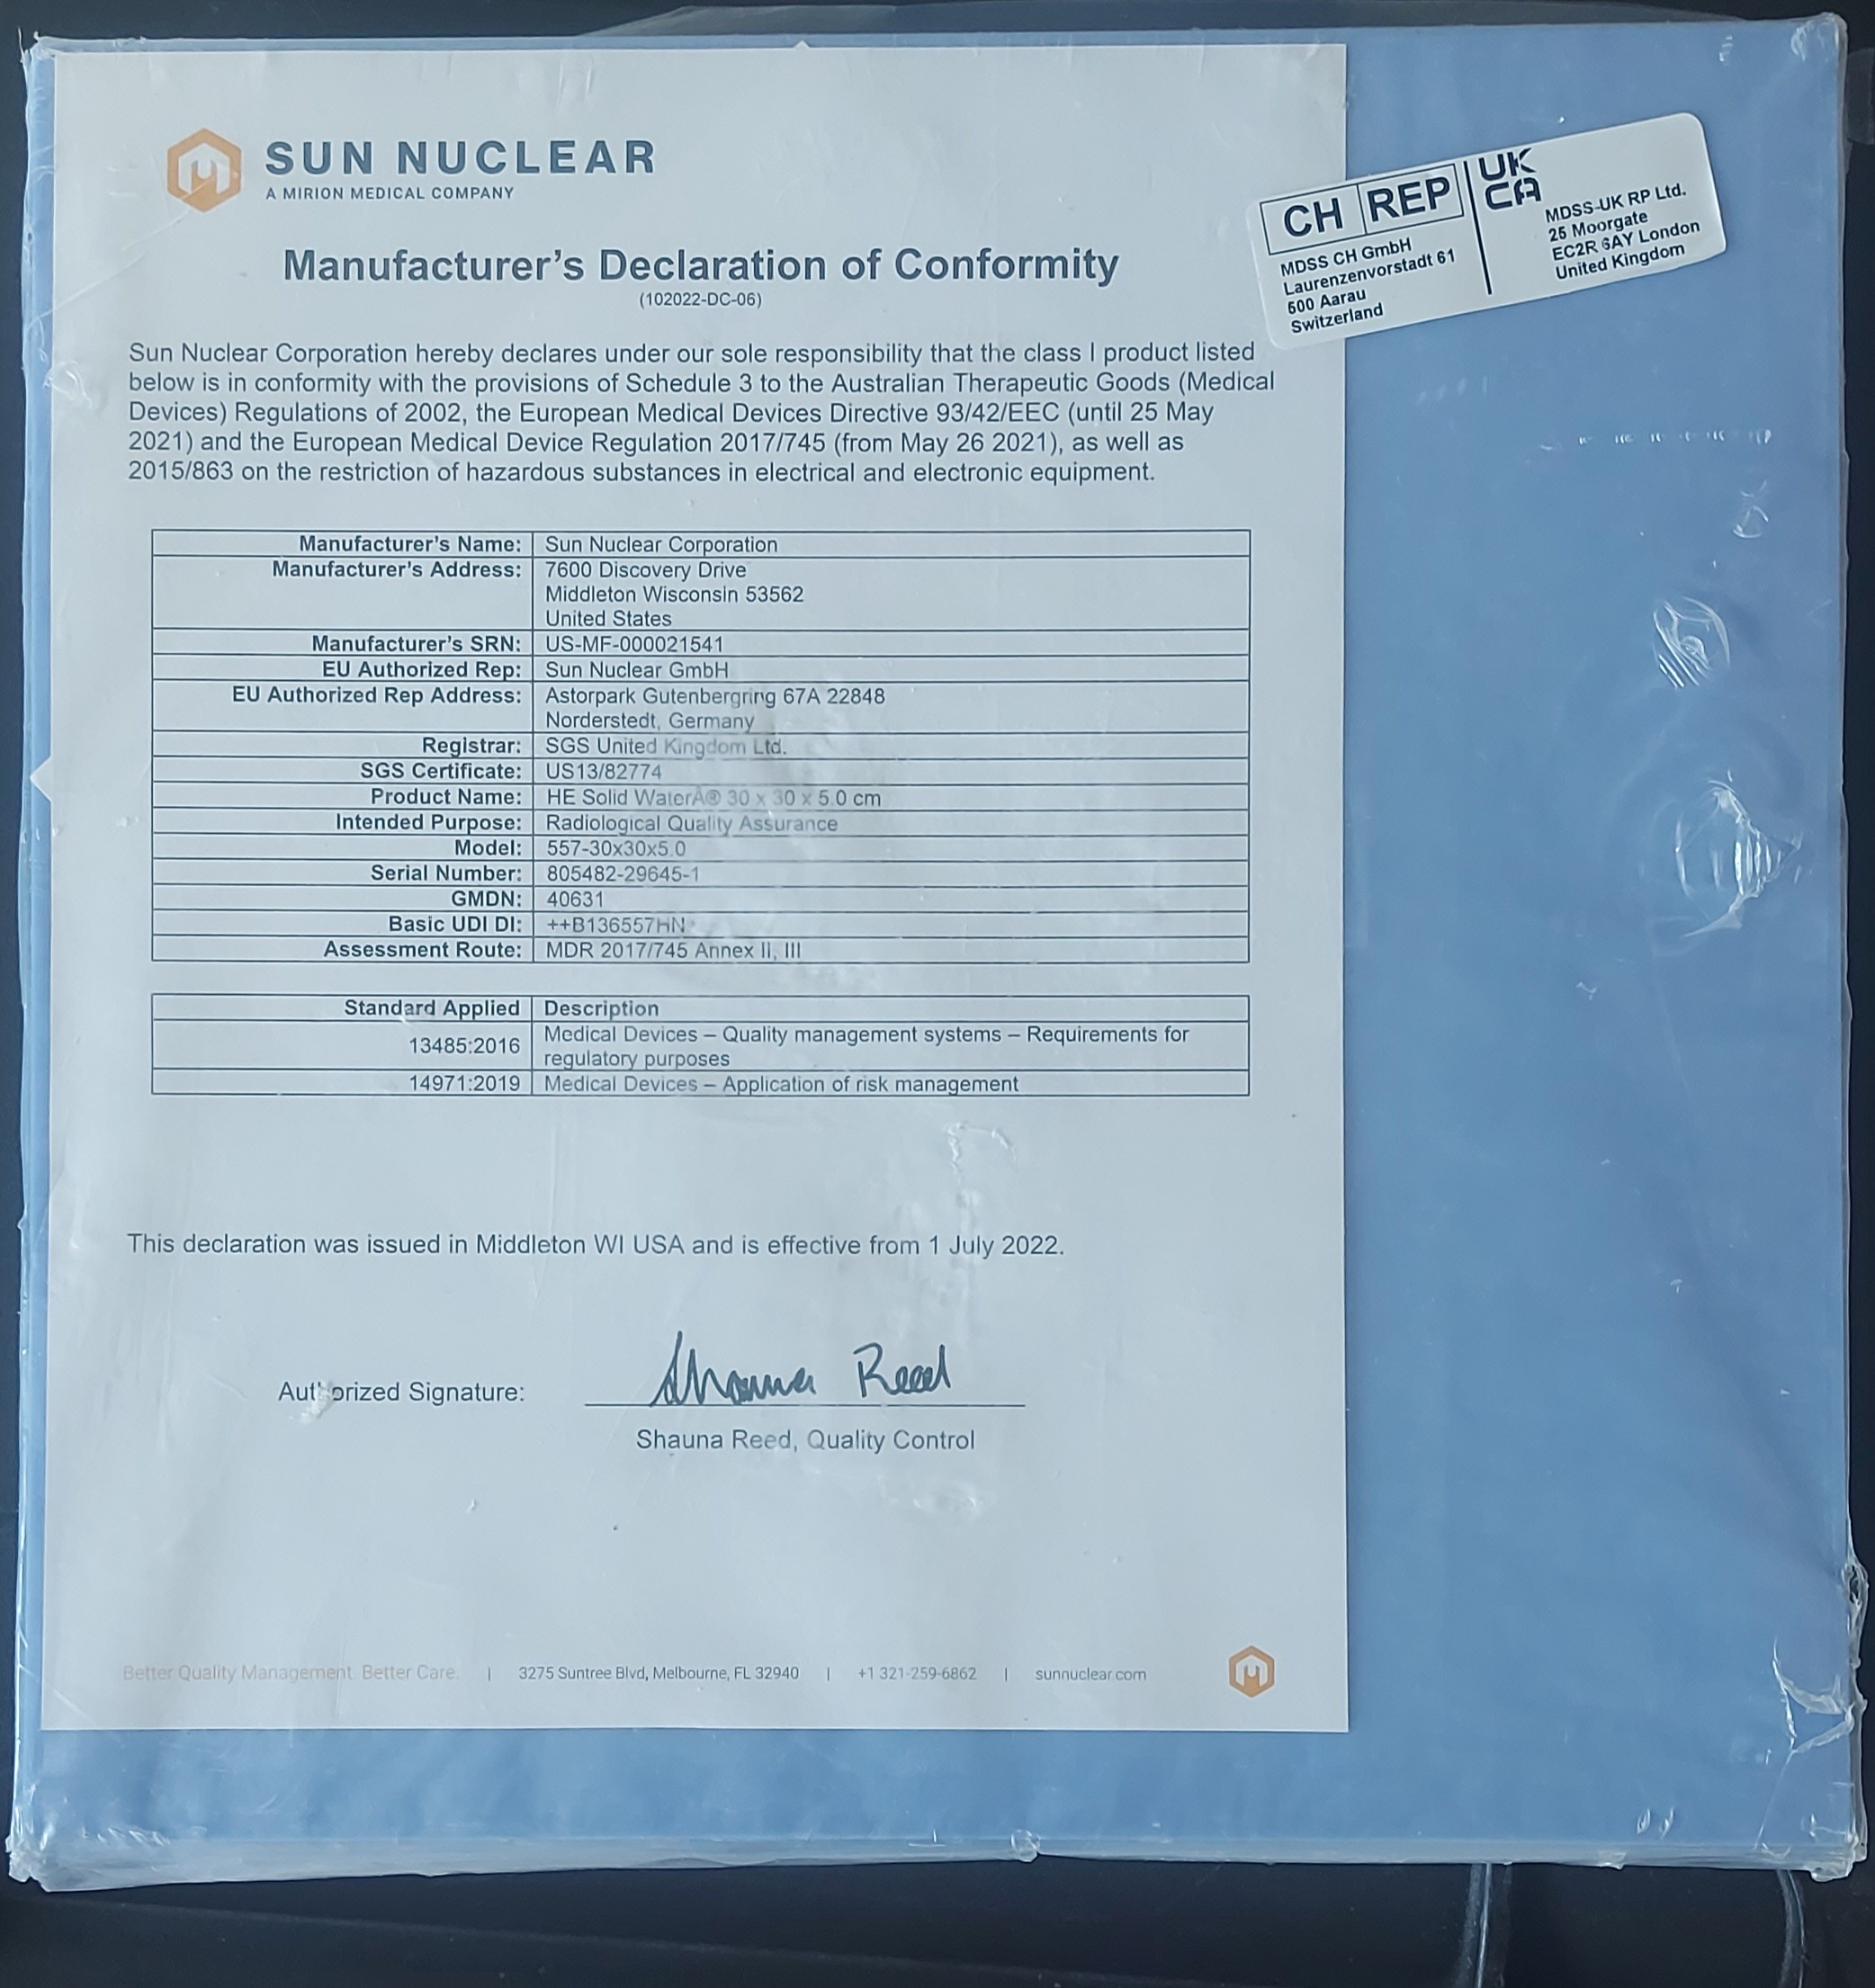 SUN NUCLEAR
A MIRION MEDICAL COMPANY
CH REP
MDSS CH GmbH
Laurenzenvorstadt 61
500 Aarau
Switzerland
UK
CA
MDSS-UK RP Ltd.
25 Moorgate
EC2R 6AY London
United Kingdom
Manufacturer's Declaration of Conformity
(102022-DC-06)
Sun Nuclear Corporation hereby declares under our sole responsibility that the class I product listed
below is in conformity with the provisions of Schedule 3 to the Australian Therapeutic Goods (Medical
Devices) Regulations of 2002, the European Medical Devices Directive 93/42/EEC (until 25 May
2021) and the European Medical Device Regulation 2017/745 (from May 26 2021), as well as
2015/863 on the restriction of hazardous substances in electrical and electronic equipment.
Manufacturer's Name: Sun Nuclear Corporation
Manufacturer's Address: 7600 Discovery Drive
Middleton Wisconsin 53562
United States
Manufacturer's SRN: US-MF-000021541
EU Authorized Rep: Sun Nuclear GmbH
EU Authorized Rep Address: Astorpark Gutenbergring 67A 22848
Norderstedt, Germany
Registrar: SGS United Kingdom Ltd.
SGS Certificate: US13/82774
Product Name: HE Solid WaterÂ® 30 x 30 x 5.0 cm
Intended Purpose: Radiological Quality Assurance
Model: 557-30x30x5.0
Serial Number: 805482-29645-1
GMDN: 40631
Basic UDI DI: ++B136557HN
Assessment Route: MDR 2017/745 Annex II, III
Standard Applied Description
13485:2016 Medical Devices – Quality management systems – Requirements for
regulatory purposes
14971:2019 Medical Devices – Application of risk management
This declaration was issued in Middleton WI USA and is effective from 1 July 2022.
Authorized Signature: Shauna Reed
Shauna Reed, Quality Control
Better Quality Management. Better Care. | 3275 Suntree Blvd, Melbourne, FL 32940 | +1 321-259-6862 | sunnuclear.com